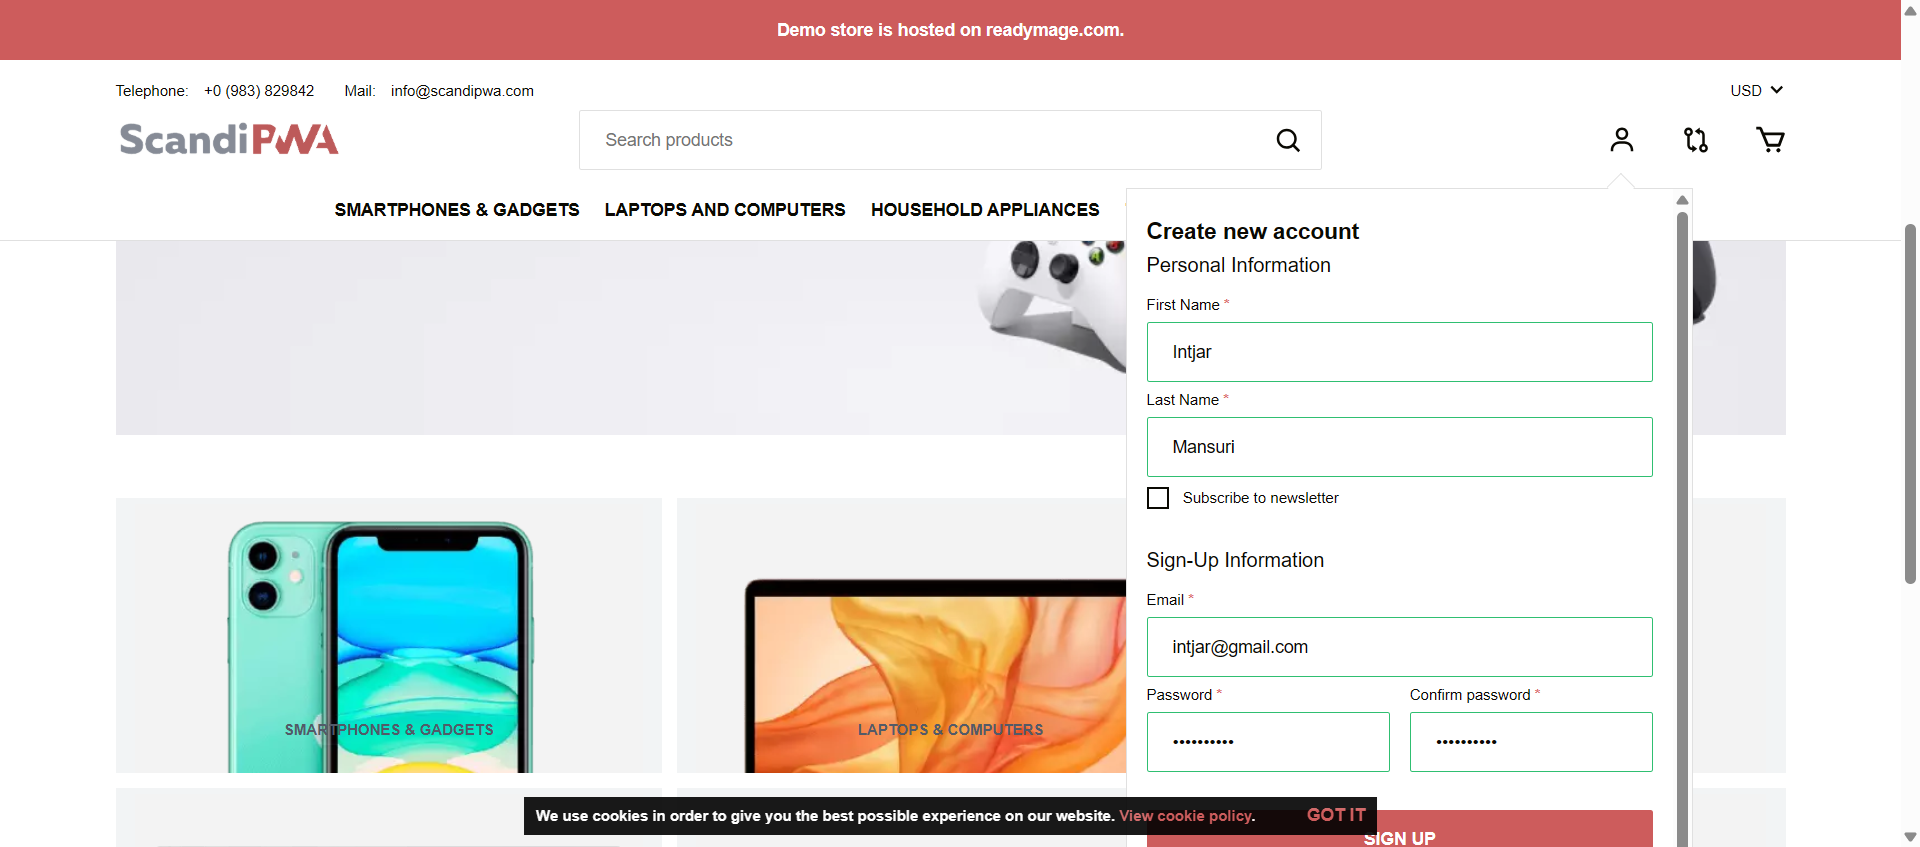 Demo store is hosted on readymage.com.
Telephone: +0 (983) 829842 Mail: info@scandipwa.com
USD
ScandiPWA
Search products
SMARTPHONES & GADGETS LAPTOPS AND COMPUTERS HOUSEHOLD APPLIANCES
Create new account
Personal Information
First Name *
Intjar
Last Name *
Mansuri
Subscribe to newsletter
Sign-Up Information
Email *
intjar@gmail.com
Password * Confirm password *
•••••••••• ••••••••••
SIGN UP
SMARTPHONES & GADGETS
LAPTOPS & COMPUTERS
We use cookies in order to give you the best possible experience on our website. View cookie policy. GOT IT